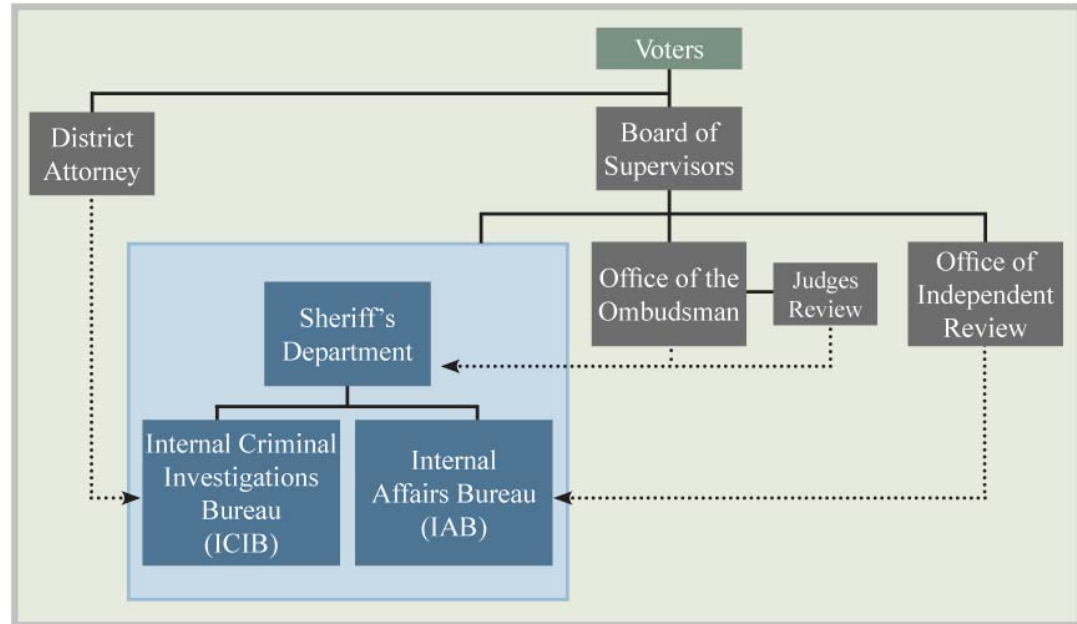 Voters
District
Attorney
Board of
Supervisors
Sheriff’s
Department
Office of the
Ombudsman
Judges
Review
Office of
Independent
Review
Internal Criminal
Investigations
Bureau
(ICIB)
Internal
Affairs Bureau
(IAB)